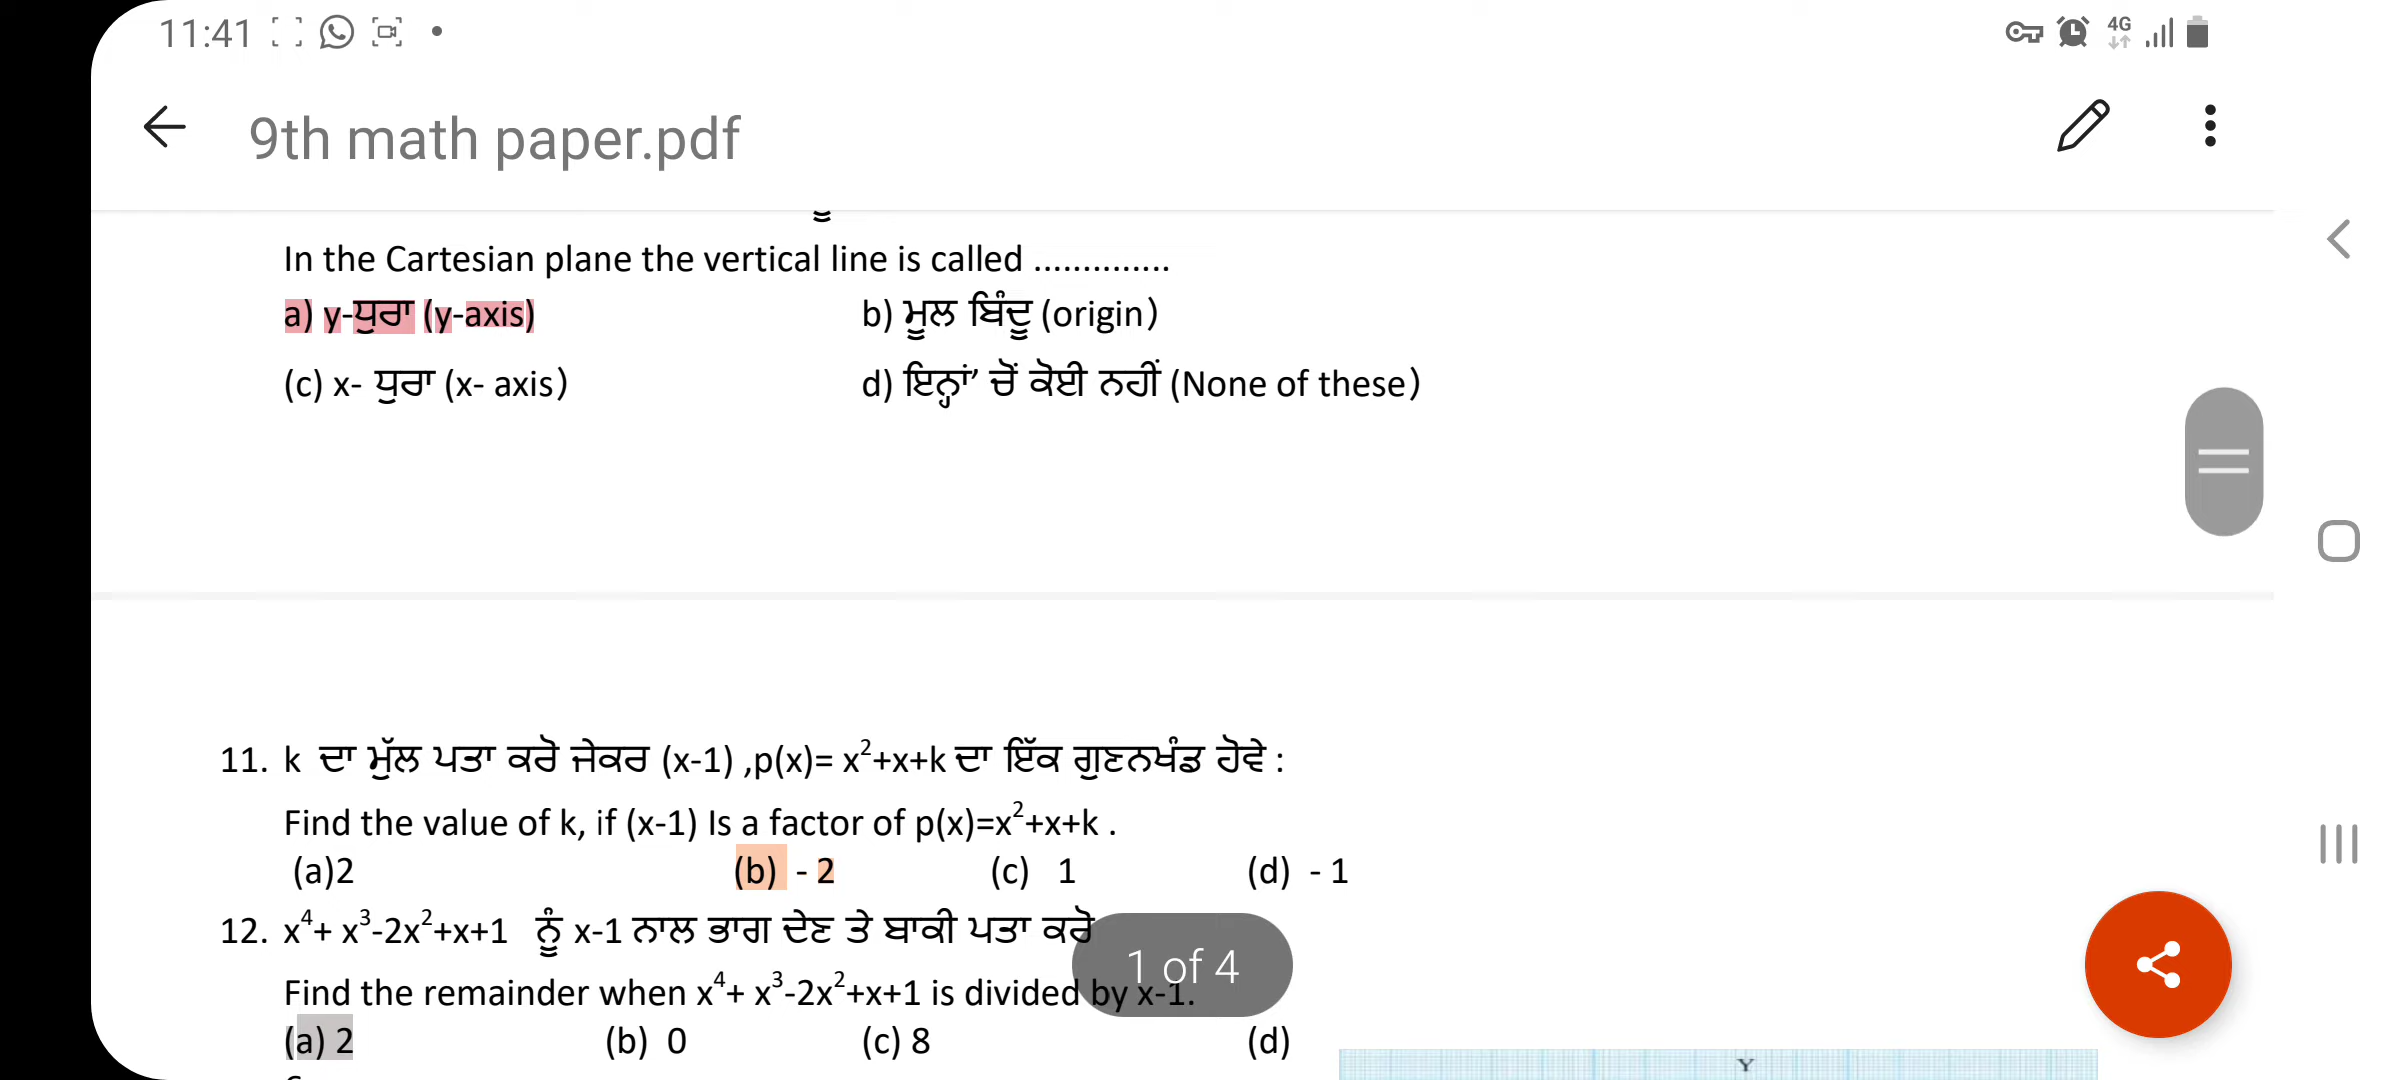 11:41
4G
9th math paper.pdf
In the Cartesian plane the vertical line is called ..............
a) y-ਧੁਰਾ (y-axis) b) ਮੂਲ ਬਿੰਦੂ (origin)
(c) x- ਧੁਰਾ (x- axis) d) ਇਨ੍ਹਾਂ’ ਚੋਂ ਕੋਈ ਨਹੀਂ (None of these)
11. k ਦਾ ਮੁੱਲ ਪਤਾ ਕਰੋ ਜੇਕਰ (x-1) ,p(x)= x²+x+k ਦਾ ਇੱਕ ਗੁਣਨਖੰਡ ਹੋਵੇ :
Find the value of k, if (x-1) Is a factor of p(x)=x²+x+k .
(a)2 (b) - 2 (c) 1 (d) - 1
12. x⁴+ x³-2x²+x+1 ਨੂੰ x-1 ਨਾਲ ਭਾਗ ਦੇਣ ਤੇ ਬਾਕੀ ਪਤਾ ਕਰੋ
1 of 4
Find the remainder when x⁴+ x³-2x²+x+1 is divided by x-1.
(a) 2 (b) 0 (c) 8 (d)
Y